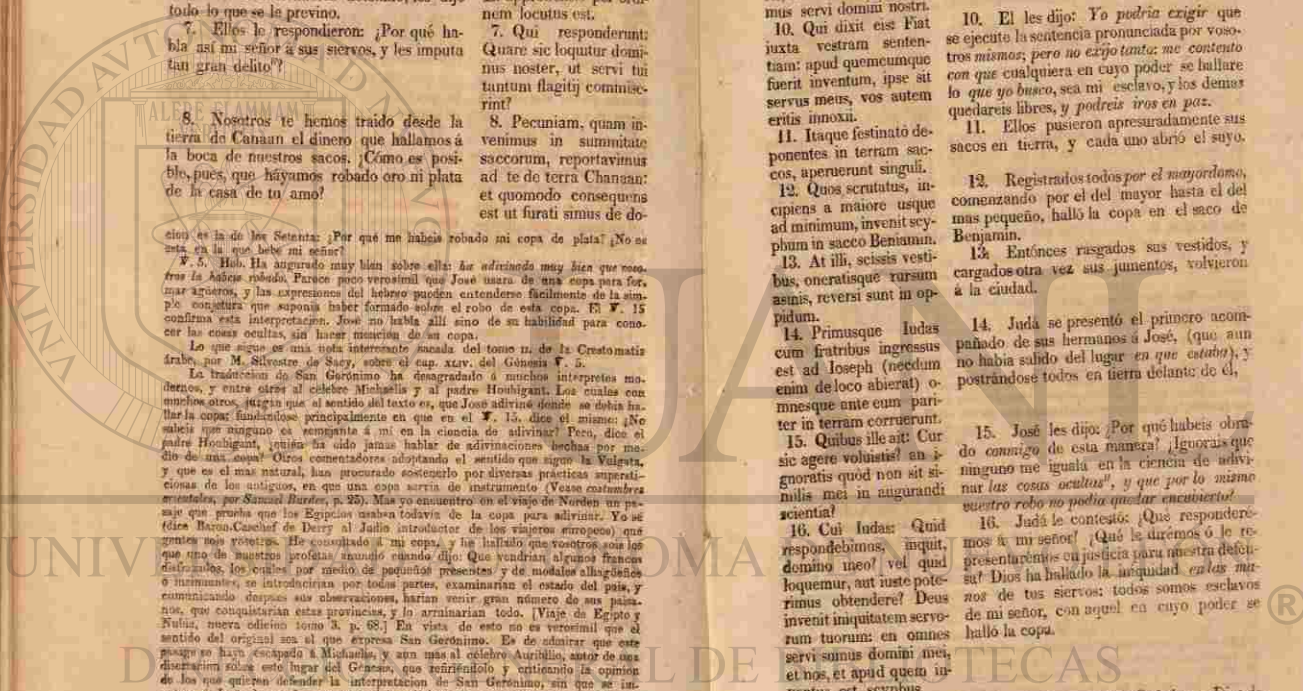 todo lo que se le previno.
7. Ellos le respondieron: ¿Por qué ha-
bla así mi señor á sus siervos, y les imputa
tan gran delito"?
8. Nosotros te hemos traido desde la
tierra de Canaan el dinero que hallamos á
la boca de nuestros sacos. ¿Cómo es posi-
ble, pues, que háyamos robado oro ni plata
de la casa de tu amo?
nem locutus est.
7. Qui responderunt:
Quare sic loquitur domi-
nus noster, ut servi tui
tantum flagitij commisse-
rint?
8. Pecuniam, quam in-
venimus in summitate
saccorum, reportavimus
ad te de terra Chanaan:
et quomodo consequens
est ut furati simus de do-
cion es la de los Setenta: ¿Por qué me habeis robado mi copa de plata? ¿No es
esta en la que bebe mi señor?
℣. 5. Heb. Ha augurado muy bien sobre ella: ha adivinado muy bien que voso-
tros la habeis robado. Parece poco verosimil que José usara de una copa para for-
mar agüeros, y las expresiones del hebreo pueden entenderse fácilmente de la sim-
ple conjetura que suponia haber formado sobre el robo de esta copa. El ℣. 15
confirma esta interpretacion. José no habla allí sino de su habilidad para cono-
cer las cosas ocultas, sin hacer mencion de su copa.
Lo que sigue es una nota interesante sacada del tomo II. de la Crestomatia
árabe, por M. Silvestre de Sacy, sobre el cap. XLIV. del Génesis ℣. 5.
La traduccion de San Gerónimo ha desagradado á muchos interpretes mo-
dernos, y entre otros al célebre Michaelis y al padre Houbigant. Los cuales con
muchos otros, juzgan que el sentido del texto es, que José adiviné donde se debia ha-
llar la copa: fundándose principalmente en que en el ℣. 15. dice el mismo: ¿No
sabeis que ninguno es semejante á mí en la ciencia de adivinar? Pero, dice el
padre Houbigant, ¿quién ha oido jamas hablar de adivinaciones hechas por me-
dio de una copa? Otros comentadores adoptando el sentido que sigue la Vulgata,
y que es el mas natural, han procurado sostenerlo por diversas prácticas supersti-
ciosas de los antiguos, en que una copa servia de instrumento (Vease costumbres
orientales, por Samuel Burder, p. 25). Mas yo encuentro en el viaje de Norden un pa-
saje que prueba que los Egipcios usaban todavia de la copa para adivinar. Yo sé
(dice Baron-Caschef de Derry al Judio introductor de los viajeros europeos) qué
gentes sois vosotros. He consultado á mi copa, y he hallado que vosotros sois los
que uno de nuestros profetas anunció cuando dijo: Que vendrian algunos francos
disfrazados, los cuales por medio de pequeños presentes y de modales alhagüeños
é insinuantes, se introducirian por todas partes, examinarian el estado del pais, y
comunicando despues sus observaciones, harian venir gran número de sus paisa-
nos, que conquistarian estas provincias, y lo arruinarian todo. [Viaje de Egipto y
Nubia, nueva edicion tomo 3. p. 68.] En vista de esto no es verosimil que el
sentido del original sea el que expresa San Gerónimo. Es de admirar que este
pasage se haya escapado á Michaelis, y aun mas al célebre Aurivilio, autor de una
disertacion sobre este lugar del Génesis, que refiriéndolo y criticando la opinion
de los que quieren defender la interpretacion de San Gerónimo, sin que se im-
mus servi domini nostri.
10. Qui dixit eis: Fiat
juxta vestram senten-
tiam: apud quemcumque
fuerit inventum, ipse sit
servus meus, vos autem
eritis innoxii.
11. Itaque festinató de-
ponentes in terram sac-
cos, aperuerunt singuli.
12. Quos scrutatus, in-
cipiens a maiore usque
ad minimum, invenit scy-
phum in sacco Beniamin.
13. At illi, scissis vesti-
bus, oneratisque rursum
asinis, reversi sunt in op-
pidum.
14. Primusque Iudas
cum fratribus ingressus
est ad Ioseph (necdum
enim de loco abierat) o-
mnesque ante eum pari-
ter in terram corruerunt.
15. Quibus ille ait: Cur
sic agere voluistis? an i-
gnoratis quòd non sit si-
milis mei in augurandi
scientia?
16. Cui Iudas: Quid
respondebimus, inquit,
domino meo? vel quid
loquemur, aut iuste pote-
rimus obtendere? Deus
invenit iniquitatem servo-
rum tuorum: en omnes
servi sumus domini mei,
et nos, et apud quem in-
ventus est scyphus
10. El les dijo: Yo podria exigir que
se ejecute la sentencia pronunciada por voso-
tros mismos; pero no exijo tanto: me contento
con que cualquiera en cuyo poder se hallare
lo que yo busco, sea mi esclavo, y los demas
quedareis libres, y podreis iros en paz.
11. Ellos pusieron apresuradamente sus
sacos en tierra, y cada uno abrió el suyo.
12. Registrados todos por el mayordomo,
comenzando por el del mayor hasta el del
mas pequeño, halló la copa en el saco de
Benjamin.
13. Entónces rasgados sus vestidos, y
cargados otra vez sus jumentos, volvieron
á la ciudad.
14. Judá se presentó el primero acom-
pañado de sus hermanos á José, (que aun
no habia salido del lugar en que estaba), y
postrándose todos en tierra delante de él,
15. José les dijo: ¿Por qué habeis obra-
do conmigo de esta manera? ¿Ignorais que
ninguno me iguala en la ciencia de adivi-
nar las cosas ocultas", y que por lo mismo
vuestro robo no podia quedar encubierto?
16. Judá le contestó: ¿Qué responderé-
mos á mi señor? ¿Qué le dirémos ó le re-
presentarémos en justicia para nuestra defen-
sa? Dios ha hallado la iniquidad en las ma-
nos de tus siervos: todos somos esclavos
de mi señor, con aquel en cuyo poder se
halló la copa.
ALERE FLAMMAM
UANL
®